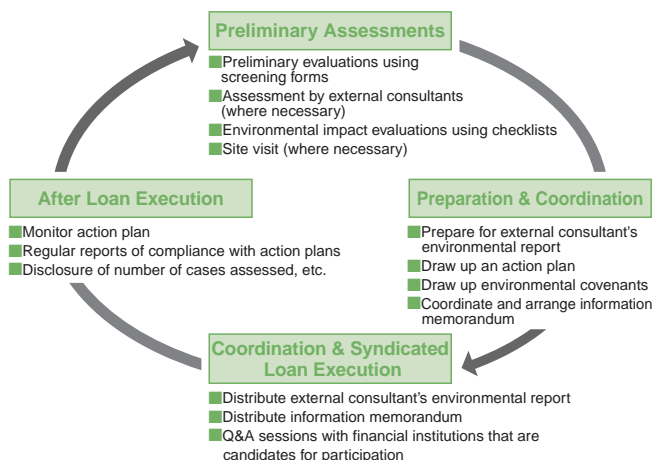 Preliminary Assessments
■Preliminary evaluations using
screening forms
■Assessment by external consultants
(where necessary)
■Environmental impact evaluations using checklists
■Site visit (where necessary)
Preparation & Coordination
■Prepare for external consultant's
environmental report
■Draw up an action plan
■Draw up environmental covenants
■Coordinate and arrange information
memorandum
Coordination & Syndicated
Loan Execution
■Distribute external consultant's environmental report
■Distribute information memorandum
■Q&A sessions with financial institutions that are
candidates for participation
After Loan Execution
■Monitor action plan
■Regular reports of compliance with action plans
■Disclosure of number of cases assessed, etc.